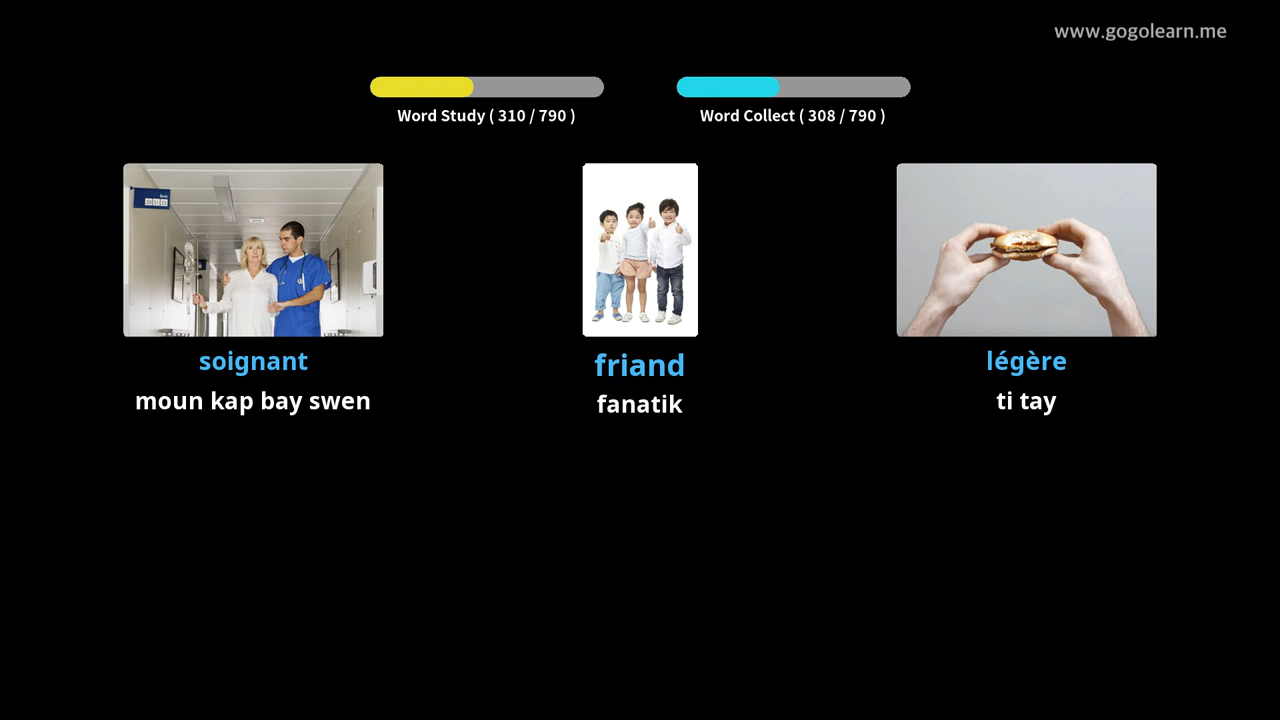 www.gogolearn.me
Word Study ( 310 / 790 )
Word Collect ( 308 / 790 )
soignant
moun kap bay swen
friand
fanatik
légère
ti tay